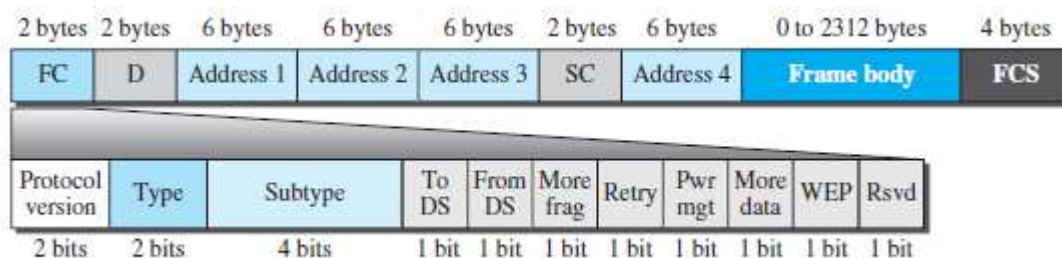 2 bytes 2 bytes 6 bytes 6 bytes 6 bytes 2 bytes 6 bytes 0 to 2312 bytes 4 bytes
FC D Address 1 Address 2 Address 3 SC Address 4 Frame body FCS
Protocol version Type Subtype To DS From DS More frag Retry Pwr mgt More data WEP Rsvd
2 bits 2 bits 4 bits 1 bit 1 bit 1 bit 1 bit 1 bit 1 bit 1 bit 1 bit